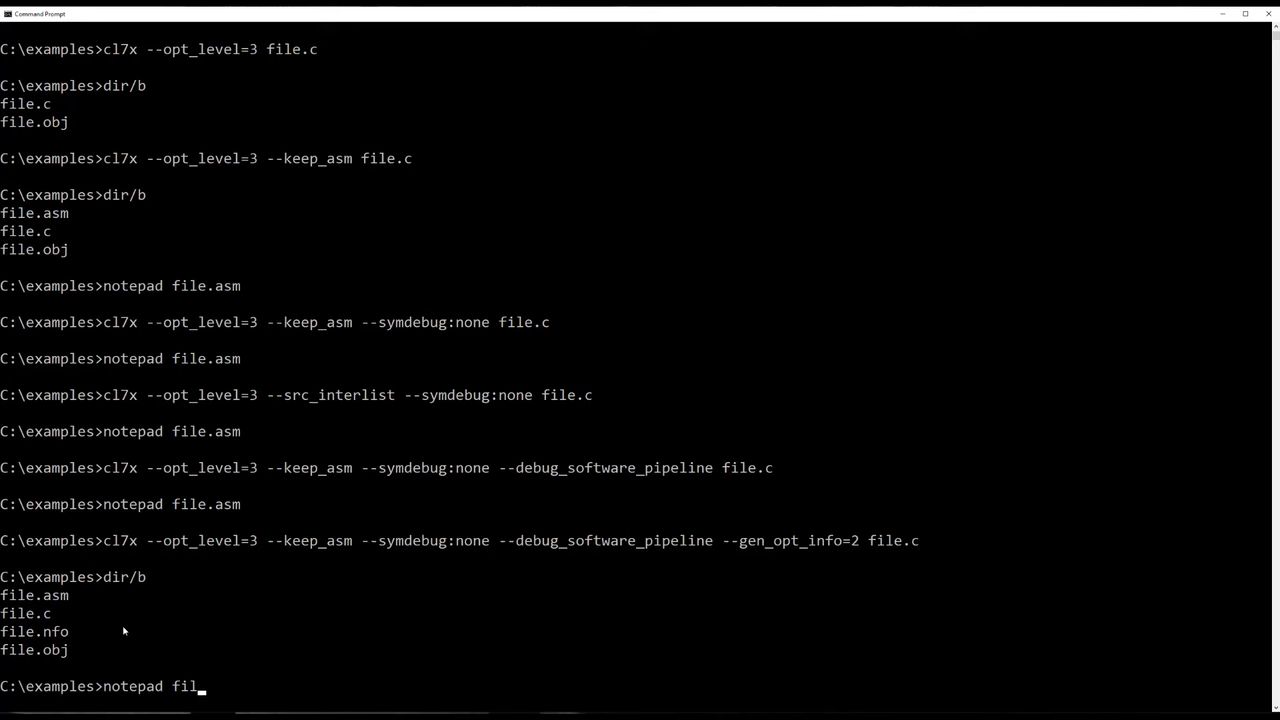 Command Prompt
C:\examples>cl7x --opt_level=3 file.c
C:\examples>dir/b
file.c
file.obj
C:\examples>cl7x --opt_level=3 --keep_asm file.c
C:\examples>dir/b
file.asm
file.c
file.obj
C:\examples>notepad file.asm
C:\examples>cl7x --opt_level=3 --keep_asm --symdebug:none file.c
C:\examples>notepad file.asm
C:\examples>cl7x --opt_level=3 --src_interlist --symdebug:none file.c
C:\examples>notepad file.asm
C:\examples>cl7x --opt_level=3 --keep_asm --symdebug:none --debug_software_pipeline file.c
C:\examples>notepad file.asm
C:\examples>cl7x --opt_level=3 --keep_asm --symdebug:none --debug_software_pipeline --gen_opt_info=2 file.c
C:\examples>dir/b
file.asm
file.c
file.nfo
file.obj
C:\examples>notepad fil